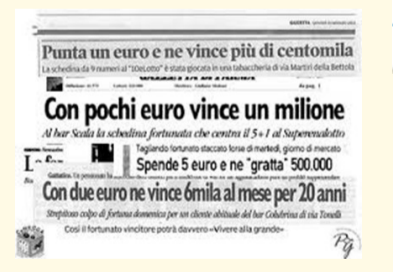 Punta un euro e ne vince più di centomila
La schedina da 9 numeri al "10eLotto" è stata giocata in una tabaccheria di via Martiri della Bettola
Con pochi euro vince un milione
Al bar Scala la schedina fortunata che centra il 5+1 al Superenalotto
Tagliando fortunato staccato forse di martedì, giorno di mercato
Spende 5 euro e ne "gratta" 500.000
Con due euro ne vince 6mila al mese per 20 anni
Strepitoso colpo di fortuna domenica per un cliente abituale del bar Colubrina di via Tonelli
Così il fortunato vincitore potrà davvero «Vivere alla grande»